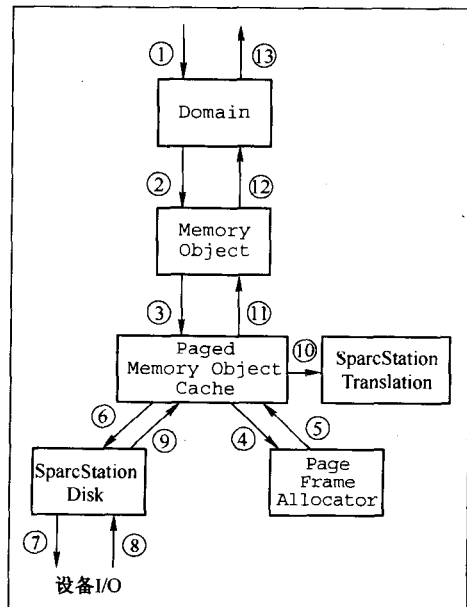 ① ⑬
Domain
② ⑫
Memory
Object
③ ⑪
Paged
Memory Object
Cache
⑩
SparcStation
Translation
⑥ ⑨ ④ ⑤
SparcStation
Disk
Page
Frame
Allocator
⑦ ⑧
设备I/O